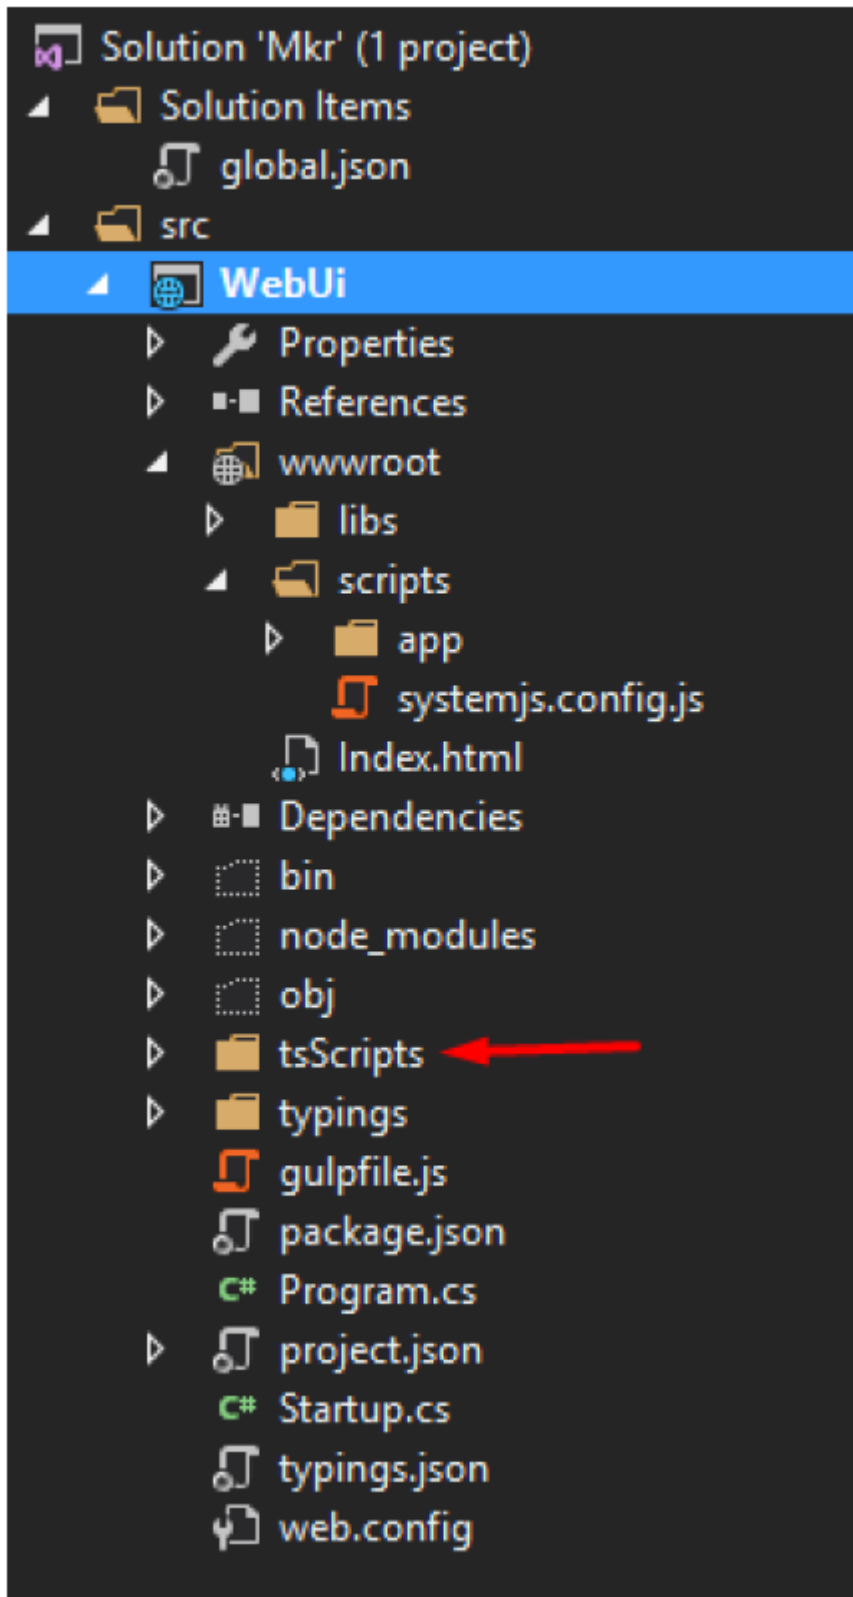 Solution 'Mkr' (1 project)
Solution Items
global.json
src
WebUi
Properties
References
wwwroot
libs
scripts
app
systemjs.config.js
Index.html
Dependencies
bin
node_modules
obj
tsScripts
typings
gulpfile.js
package.json
C# Program.cs
project.json
C# Startup.cs
typings.json
web.config